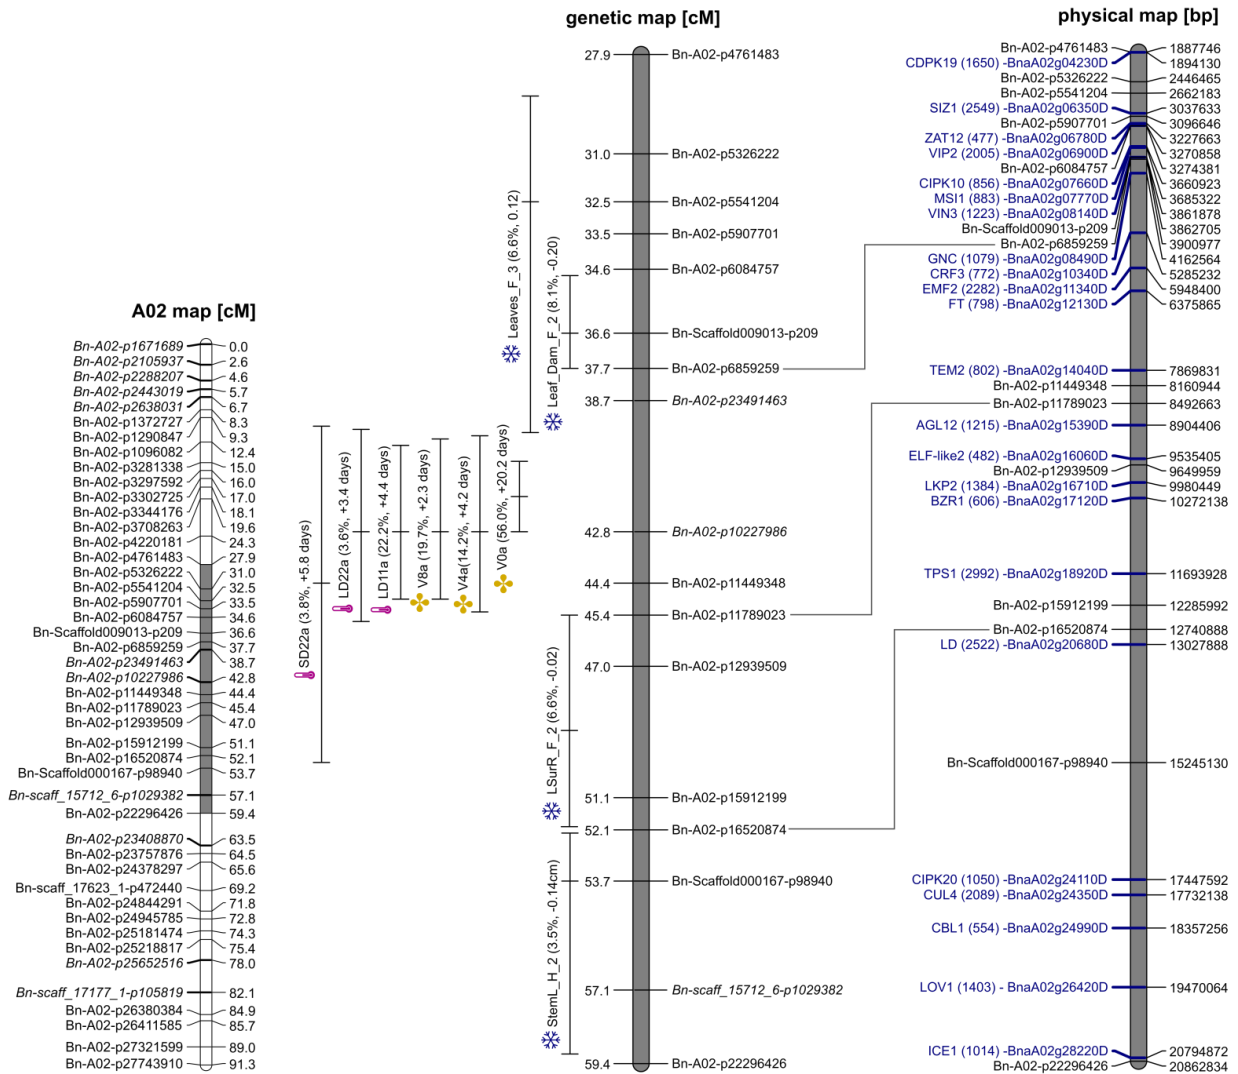 genetic map [cM]
physical map [bp]
A02 map [cM]
Bn-A02-p1671689 0.0
Bn-A02-p2105937 2.6
Bn-A02-p2288207 4.6
Bn-A02-p2443019 5.7
Bn-A02-p2638031 6.7
Bn-A02-p1372727 8.3
Bn-A02-p1290847 9.3
Bn-A02-p1096082 12.4
Bn-A02-p3281338 15.0
Bn-A02-p3297592 16.0
Bn-A02-p3302725 17.0
Bn-A02-p3344176 18.1
Bn-A02-p3708263 19.6
Bn-A02-p4220181 24.3
Bn-A02-p4761483 27.9
Bn-A02-p5326222 31.0
Bn-A02-p5541204 32.5
Bn-A02-p5907701 33.5
Bn-A02-p6084757 34.6
Bn-Scaffold009013-p209 36.6
Bn-A02-p6859259 37.7
Bn-A02-p23491463 38.7
Bn-A02-p10227986 42.8
Bn-A02-p11449348 44.4
Bn-A02-p11789023 45.4
Bn-A02-p12939509 47.0
Bn-A02-p15912199 51.1
Bn-A02-p16520874 52.1
Bn-Scaffold000167-p98940 53.7
Bn-scaff_15712_6-p1029382 57.1
Bn-A02-p22296426 59.4
Bn-A02-p23408870 63.5
Bn-A02-p23757876 64.5
Bn-A02-p24378297 65.6
Bn-scaff_17623_1-p472440 69.2
Bn-A02-p24844291 71.8
Bn-A02-p24945785 72.8
Bn-A02-p25181474 74.3
Bn-A02-p25218817 75.4
Bn-A02-p25652516 78.0
Bn-scaff_17177_1-p105819 82.1
Bn-A02-p26380384 84.9
Bn-A02-p26411585 85.7
Bn-A02-p27321599 89.0
Bn-A02-p27743910 91.3
SD22a (3.8%, +5.8 days)
LD22a (3.6%, +3.4 days)
LD11a (22.2%, +4.4 days)
V8a (19.7%, +2.3 days)
V4a(14.2%, +4.2 days)
V0a (56.0%, +20.2 days)
Leaves_F_3 (6.6%, 0.12)
Leaf_Dam_F_2 (8.1%, -0.20)
LSurR_F_2 (6.6%, -0.02)
StemL_H_2 (3.5%, -0.14cm)
27.9 Bn-A02-p4761483
31.0 Bn-A02-p5326222
32.5 Bn-A02-p5541204
33.5 Bn-A02-p5907701
34.6 Bn-A02-p6084757
36.6 Bn-Scaffold009013-p209
37.7 Bn-A02-p6859259
38.7 Bn-A02-p23491463
42.8 Bn-A02-p10227986
44.4 Bn-A02-p11449348
45.4 Bn-A02-p11789023
47.0 Bn-A02-p12939509
51.1 Bn-A02-p15912199
52.1 Bn-A02-p16520874
53.7 Bn-Scaffold000167-p98940
57.1 Bn-scaff_15712_6-p1029382
59.4 Bn-A02-p22296426
Bn-A02-p4761483 1887746
CDPK19 (1650) -BnaA02g04230D 1894130
Bn-A02-p5326222 2446465
Bn-A02-p5541204 2662183
SIZ1 (2549) -BnaA02g06350D 3037633
Bn-A02-p5907701 3096646
ZAT12 (477) -BnaA02g06780D 3227663
VIP2 (2005) -BnaA02g06900D 3270858
Bn-A02-p6084757 3274381
CIPK10 (856) -BnaA02g07660D 3660923
MSI1 (883) -BnaA02g07770D 3685322
VIN3 (1223) -BnaA02g08140D 3861878
Bn-Scaffold009013-p209 3862705
Bn-A02-p6859259 3900977
GNC (1079) -BnaA02g08490D 4162564
CRF3 (772) -BnaA02g10340D 5285232
EMF2 (2282) -BnaA02g11340D 5948400
FT (798) -BnaA02g12130D 6375865
TEM2 (802) -BnaA02g14040D 7869831
Bn-A02-p11449348 8160944
Bn-A02-p11789023 8492663
AGL12 (1215) -BnaA02g15390D 8904406
ELF-like2 (482) -BnaA02g16060D 9535405
Bn-A02-p12939509 9649959
LKP2 (1384) -BnaA02g16710D 9980449
BZR1 (606) -BnaA02g17120D 10272138
TPS1 (2992) -BnaA02g18920D 11693928
Bn-A02-p15912199 12285992
Bn-A02-p16520874 12740888
LD (2522) -BnaA02g20680D 13027888
Bn-Scaffold000167-p98940 15245130
CIPK20 (1050) -BnaA02g24110D 17447592
CUL4 (2089) -BnaA02g24350D 17732138
CBL1 (554) -BnaA02g24990D 18357256
LOV1 (1403) - BnaA02g26420D 19470064
ICE1 (1014) -BnaA02g28220D 20794872
Bn-A02-p22296426 20862834